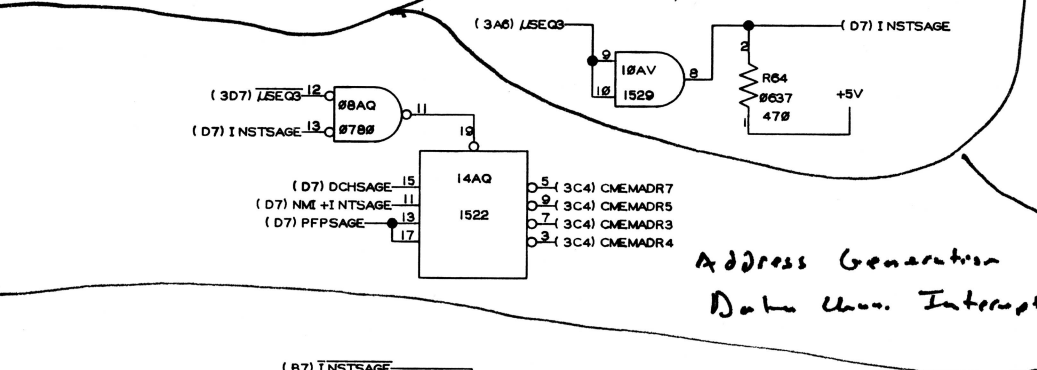 (3A6) µSEQ3
(D7) INSTSAGE
9
2
10AV
8
10
1529
R64
0637
470
+5V
1
(3D7) µSEQ3
12
08AQ
11
(D7) INSTSAGE
13
0780
19
14AQ
1522
(D7) DCHSAGE
15
5
(3C4) CMEMADR7
(D7) NMI+INTSAGE
11
9
(3C4) CMEMADR5
(D7) PFPSAGE
13
7
(3C4) CMEMADR3
17
3
(3C4) CMEMADR4
Address Generation
Data Chan. Interrupt
(B7) INSTSAGE